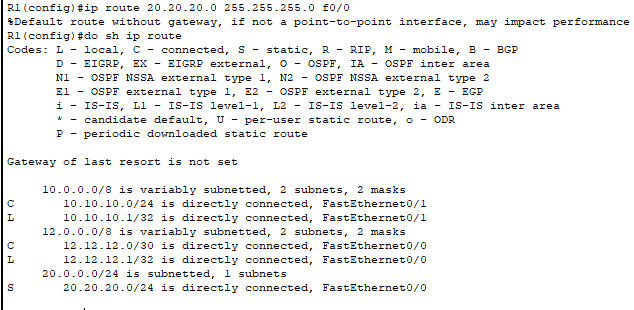 R1(config)#ip route 20.20.20.0 255.255.255.0 f0/0
%Default route without gateway, if not a point-to-point interface, may impact performance
R1(config)#do sh ip route
Codes: L - local, C - connected, S - static, R - RIP, M - mobile, B - BGP
D - EIGRP, EX - EIGRP external, O - OSPF, IA - OSPF inter area
N1 - OSPF NSSA external type 1, N2 - OSPF NSSA external type 2
E1 - OSPF external type 1, E2 - OSPF external type 2, E - EGP
i - IS-IS, L1 - IS-IS level-1, L2 - IS-IS level-2, ia - IS-IS inter area
* - candidate default, U - per-user static route, o - ODR
P - periodic downloaded static route
Gateway of last resort is not set
10.0.0.0/8 is variably subnetted, 2 subnets, 2 masks
C 10.10.10.0/24 is directly connected, FastEthernet0/1
L 10.10.10.1/32 is directly connected, FastEthernet0/1
12.0.0.0/8 is variably subnetted, 2 subnets, 2 masks
C 12.12.12.0/30 is directly connected, FastEthernet0/0
L 12.12.12.1/32 is directly connected, FastEthernet0/0
20.0.0.0/24 is subnetted, 1 subnets
S 20.20.20.0/24 is directly connected, FastEthernet0/0